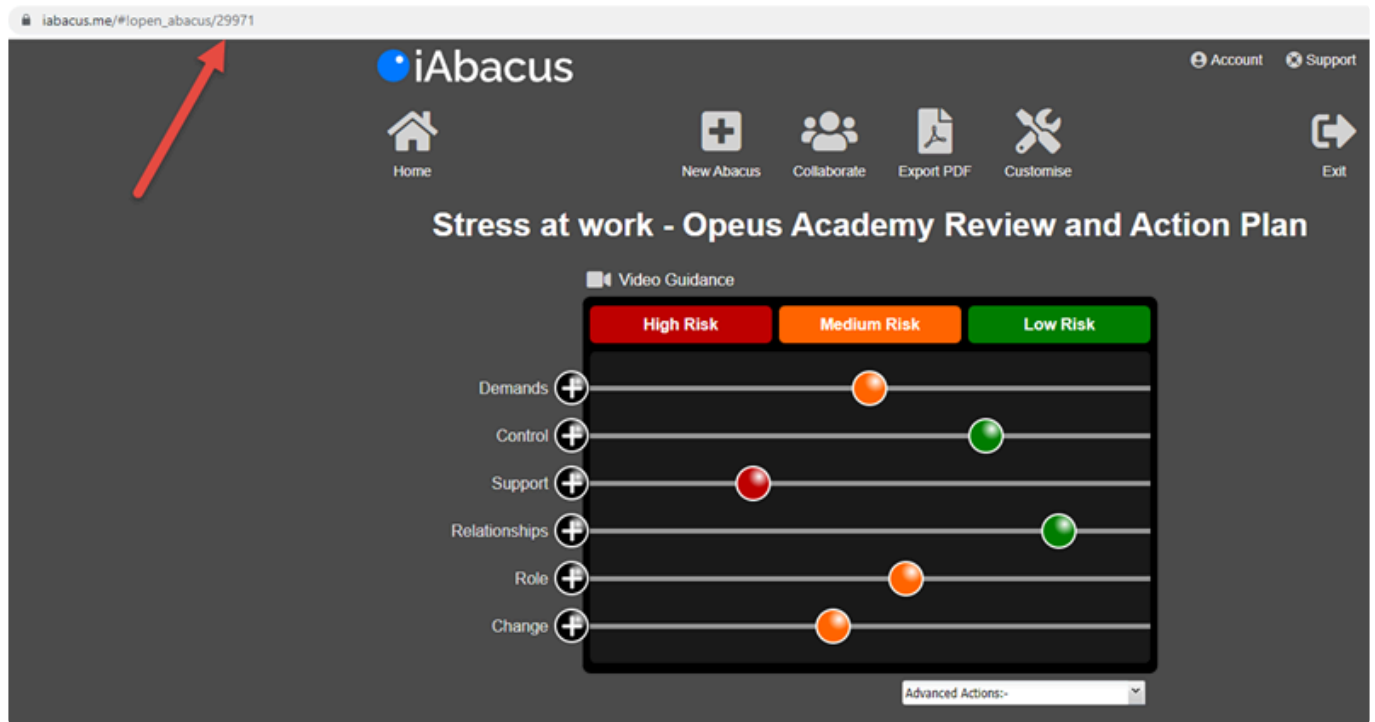 iabacus.me/#!open_abacus/29971
iAbacus
Account Support
Home New Abacus Collaborate Export PDF Customise Exit
Stress at work - Opeus Academy Review and Action Plan
Video Guidance
High Risk Medium Risk Low Risk
Demands
Control
Support
Relationships
Role
Change
Advanced Actions:-